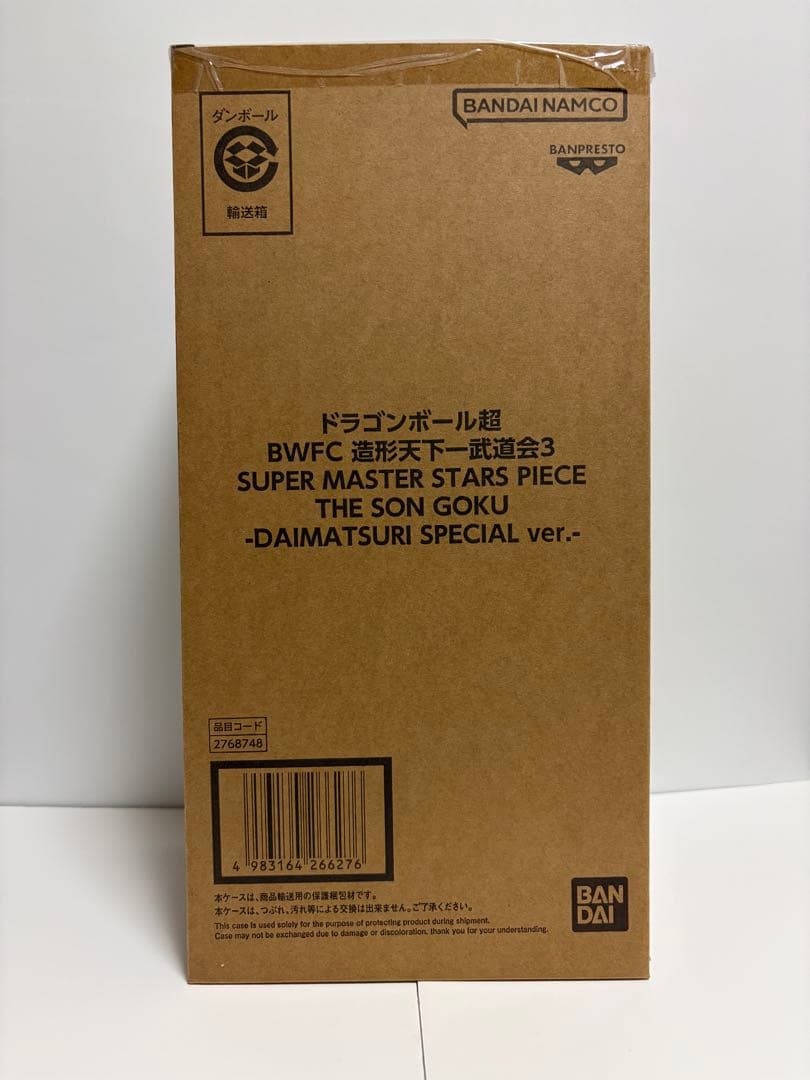 ダンボール
輸送箱
BANDAI NAMCO
BANPRESTO
ドラゴンボール超
BWFC 造形天下一武道会3
SUPER MASTER STARS PIECE
THE SON GOKU
-DAIMATSURI SPECIAL ver.-
品目コード
2768748
4 983164 266276
本ケースは、商品輸送用の保護梱包材です。
本ケースは、つぶれ、汚れ等による交換は出来ません。ご了承ください。
This case is used solely for the purpose of protecting product during shipment.
Case may not be exchanged due to damage or discoloration. thank you for your understanding.
BAN
DAI